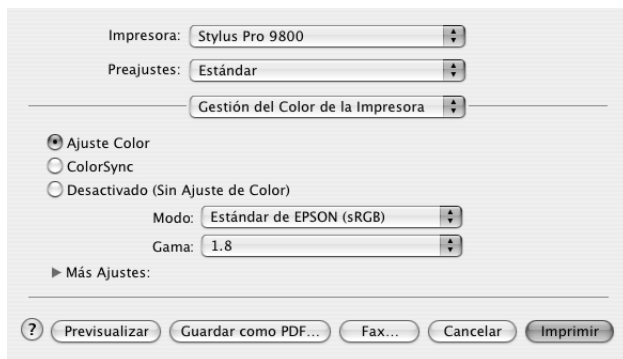 Impresora: Stylus Pro 9800
Preajustes: Estándar
Gestión del Color de la Impresora
Ajuste Color
ColorSync
Desactivado (Sin Ajuste de Color)
Modo: Estándar de EPSON (sRGB)
Gama: 1.8
Más Ajustes:
? Previsualizar Guardar como PDF... Fax... Cancelar Imprimir